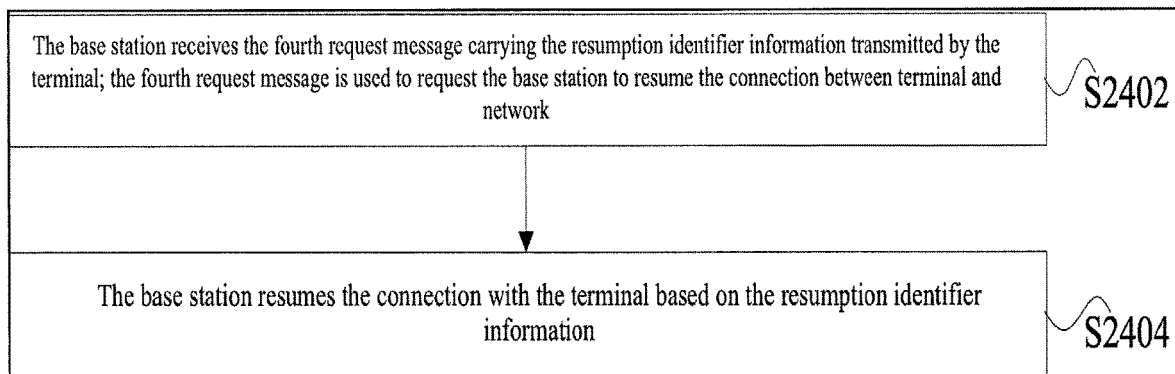 The base station receives the fourth request message carrying the resumption identifier information transmitted by the
terminal; the fourth request message is used to request the base station to resume the connection between terminal and
network
S2402
The base station resumes the connection with the terminal based on the resumption identifier
information
S2404